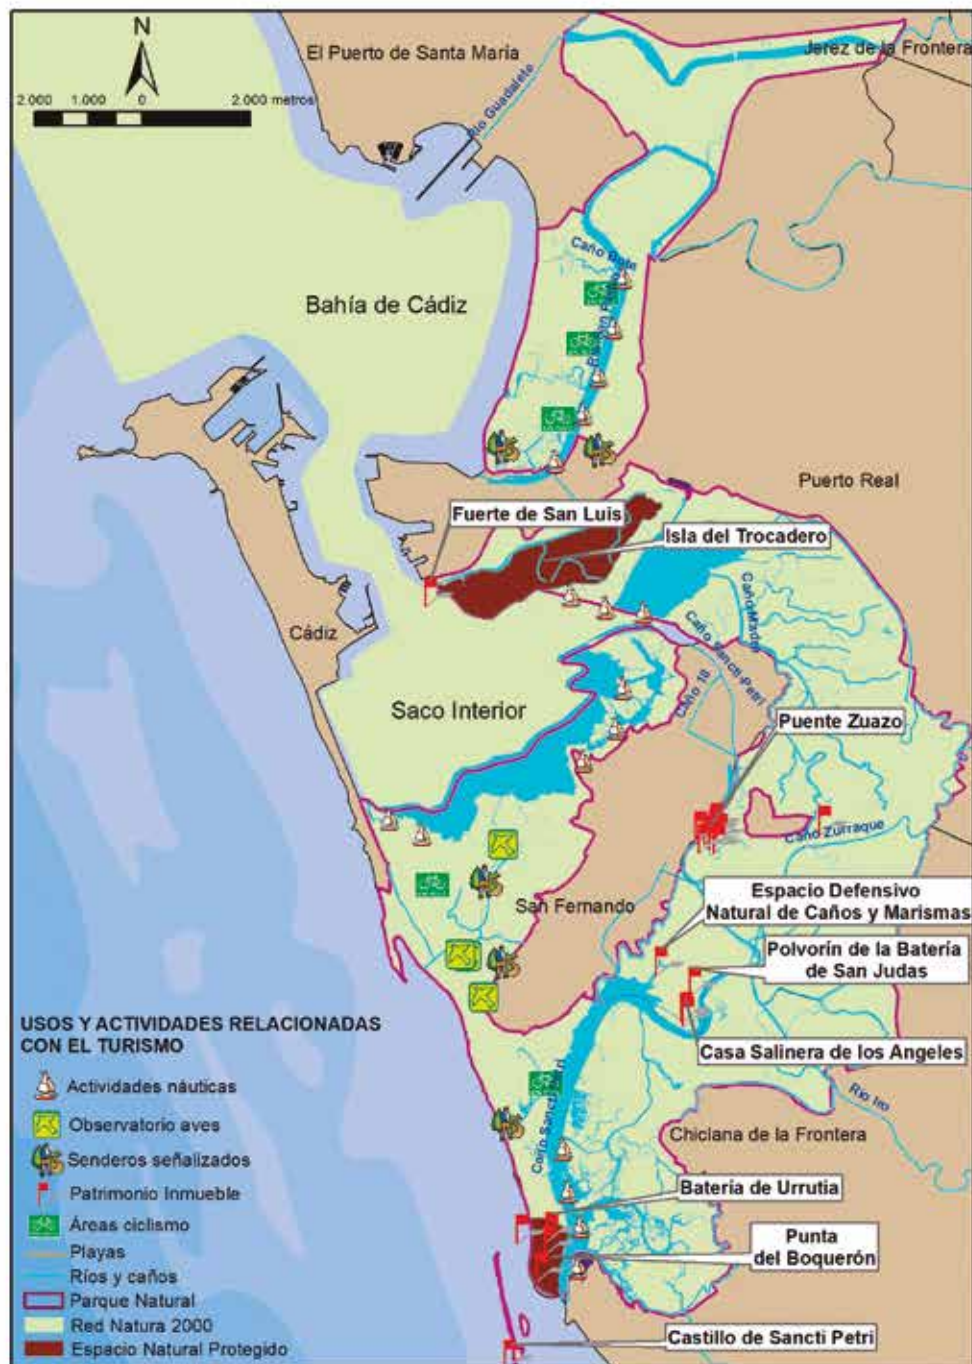 El Puerto de Santa María
Jerez de la Frontera
N
2.000 1.000 0 2.000 metros
Río Guadalete
Caño Bote
Bahía de Cádiz
Puerto Real
Fuerte de San Luis
Isla del Trocadero
Caño Madre
Cádiz
Caño Sancti-Petri
Caño 18
Saco Interior
Puente Zuazo
Caño Zurraque
San Fernando
Espacio Defensivo
Natural de Caños y Marismas
Polvorín de la Batería
de San Judas
Casa Salinera de los Angeles
Río Iro
Chiclana de la Frontera
Caño Sancti Petri
Batería de Urrutia
Punta
del Boquerón
Castillo de Sancti Petri
USOS Y ACTIVIDADES RELACIONADAS
CON EL TURISMO
Actividades náuticas
Observatorio aves
Senderos señalizados
Patrimonio Inmueble
Áreas ciclismo
Playas
Ríos y caños
Parque Natural
Red Natura 2000
Espacio Natural Protegido